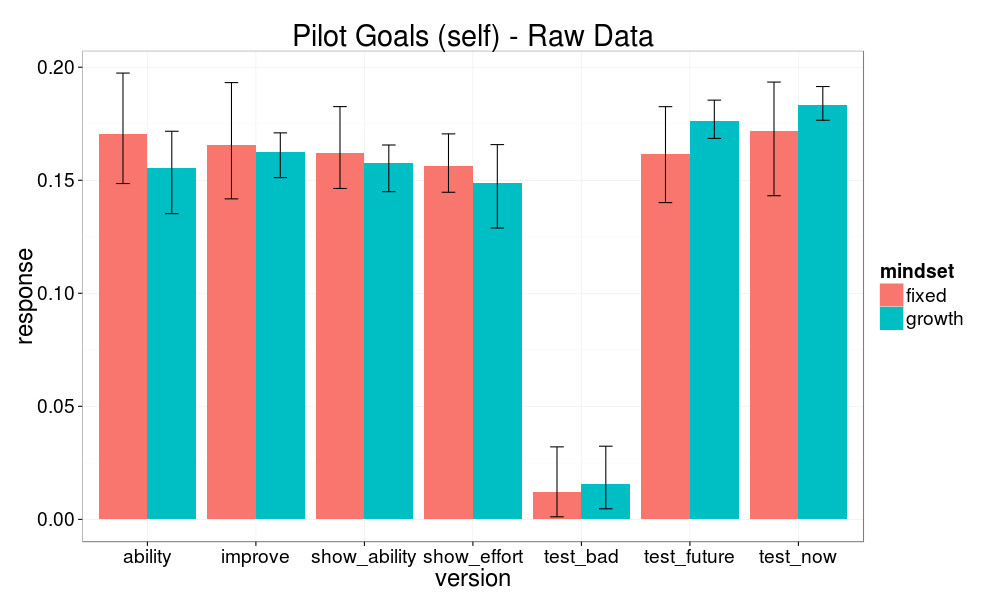 Pilot Goals (self) - Raw Data
0.20
0.15
0.10
0.05
0.00
response
ability improve show_ability show_effort test_bad test_future test_now
version
mindset
fixed
growth